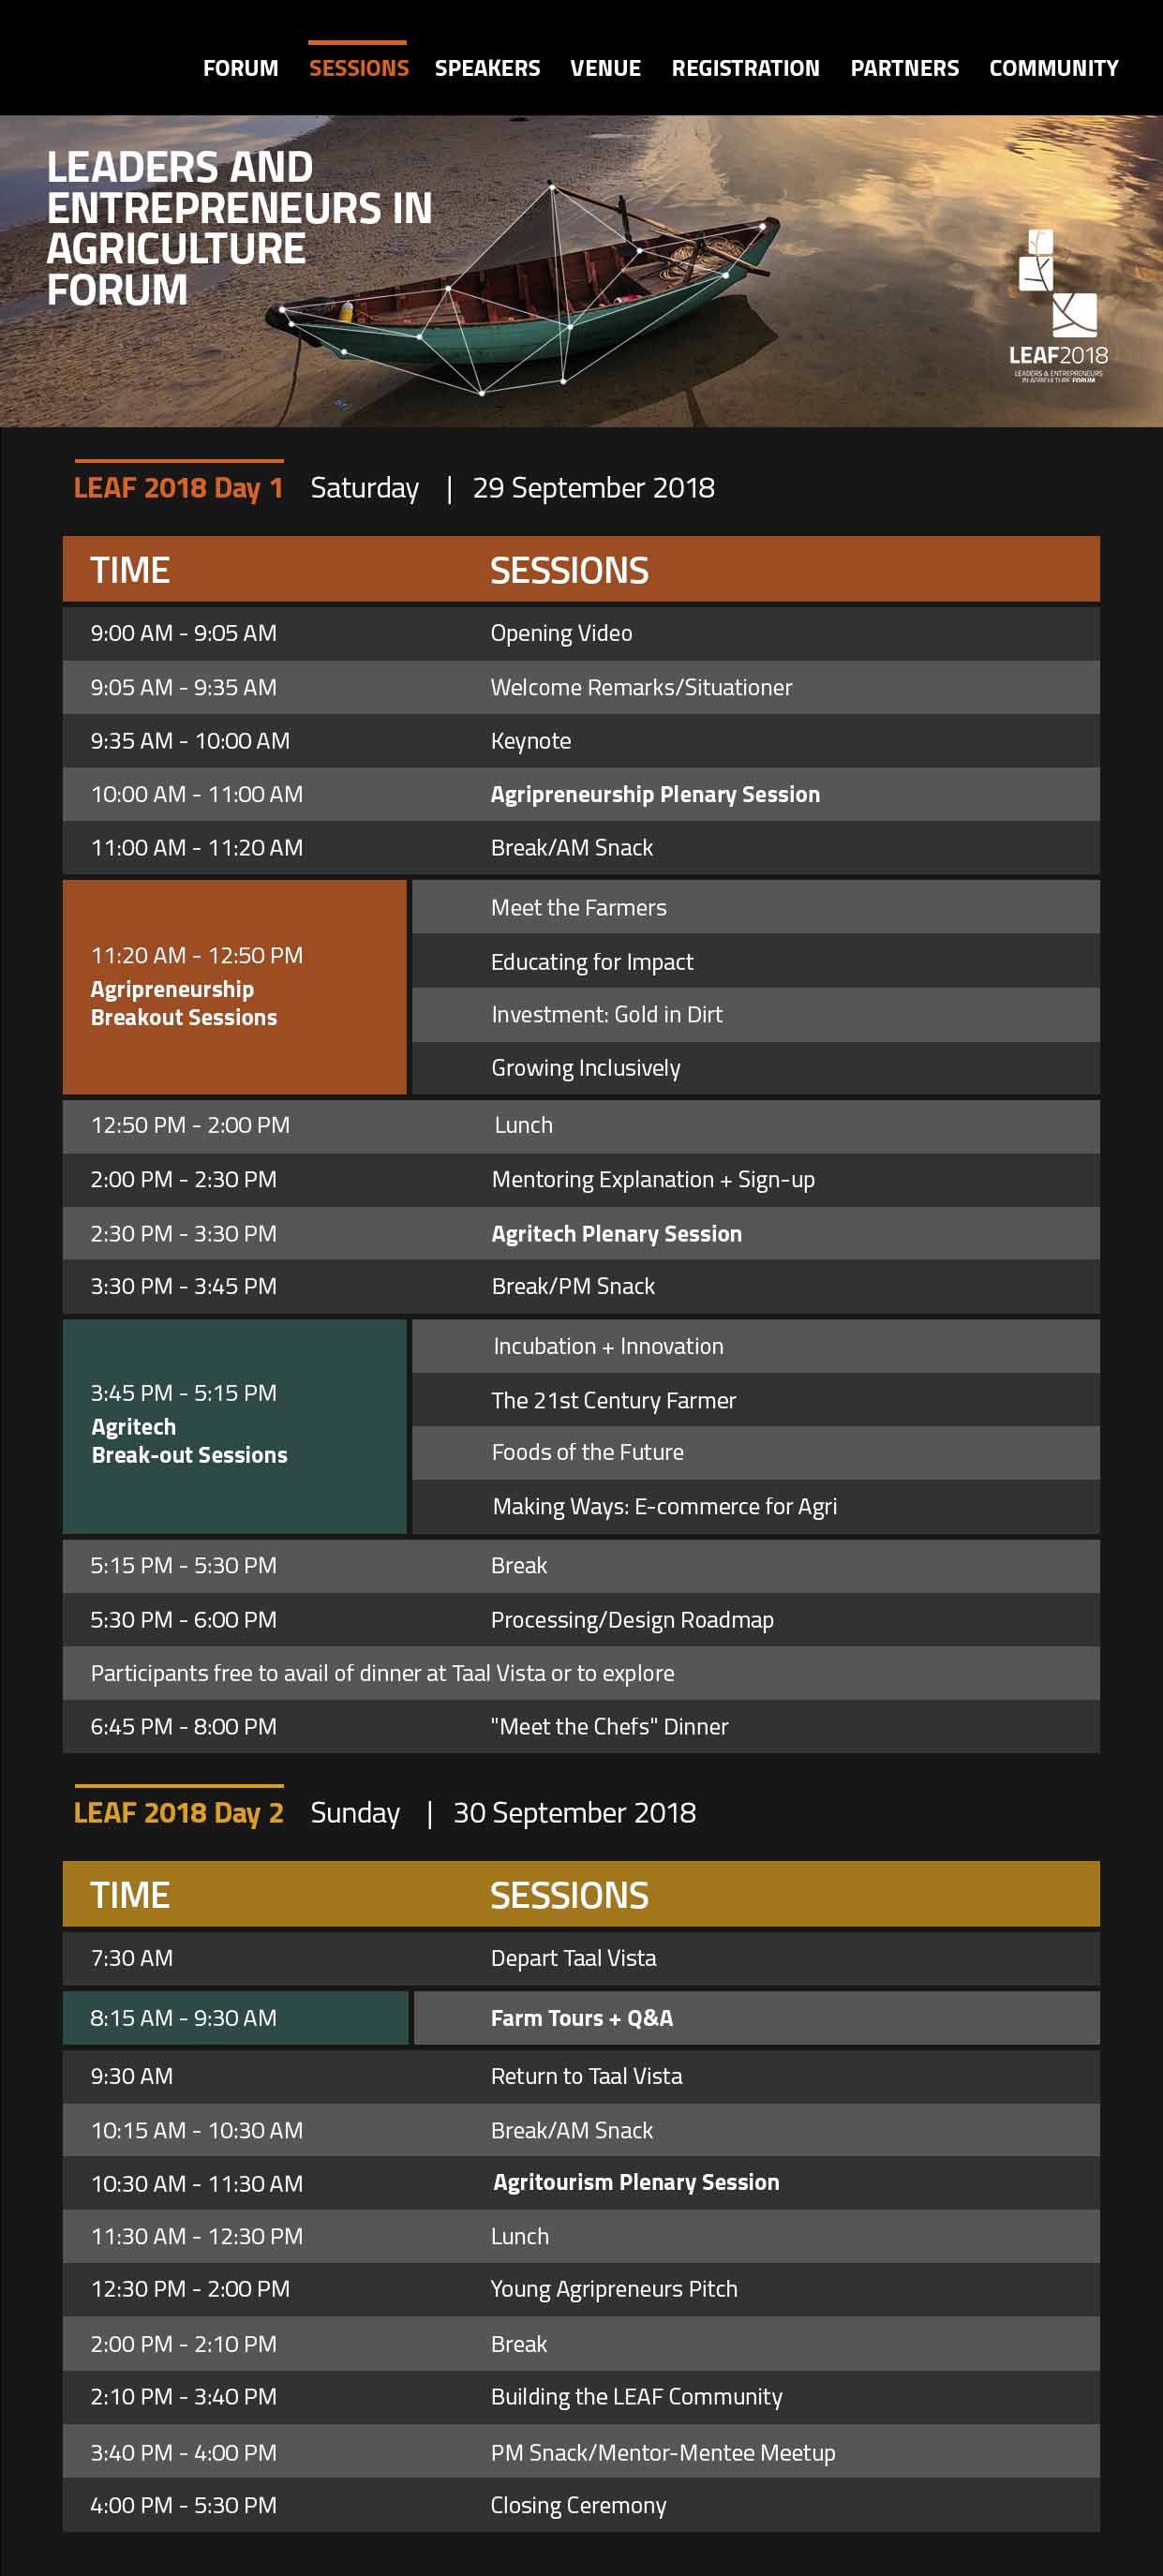 FORUM SESSIONS SPEAKERS VENUE REGISTRATION PARTNERS COMMUNITY
LEADERS AND
ENTREPRENEURS IN
AGRICULTURE
FORUM
LEAF2018
LEADERS & ENTREPRENEURS
IN AGRICULTURE FORUM
LEAF 2018 Day 1 Saturday | 29 September 2018
TIME SESSIONS
9:00 AM - 9:05 AM Opening Video
9:05 AM - 9:35 AM Welcome Remarks/Situationer
9:35 AM - 10:00 AM Keynote
10:00 AM - 11:00 AM Agripreneurship Plenary Session
11:00 AM - 11:20 AM Break/AM Snack
11:20 AM - 12:50 PM
Agripreneurship
Breakout Sessions
Meet the Farmers
Educating for Impact
Investment: Gold in Dirt
Growing Inclusively
12:50 PM - 2:00 PM Lunch
2:00 PM - 2:30 PM Mentoring Explanation + Sign-up
2:30 PM - 3:30 PM Agritech Plenary Session
3:30 PM - 3:45 PM Break/PM Snack
3:45 PM - 5:15 PM
Agritech
Break-out Sessions
Incubation + Innovation
The 21st Century Farmer
Foods of the Future
Making Ways: E-commerce for Agri
5:15 PM - 5:30 PM Break
5:30 PM - 6:00 PM Processing/Design Roadmap
Participants free to avail of dinner at Taal Vista or to explore
6:45 PM - 8:00 PM "Meet the Chefs" Dinner
LEAF 2018 Day 2 Sunday | 30 September 2018
TIME SESSIONS
7:30 AM Depart Taal Vista
8:15 AM - 9:30 AM Farm Tours + Q&A
9:30 AM Return to Taal Vista
10:15 AM - 10:30 AM Break/AM Snack
10:30 AM - 11:30 AM Agritourism Plenary Session
11:30 AM - 12:30 PM Lunch
12:30 PM - 2:00 PM Young Agripreneurs Pitch
2:00 PM - 2:10 PM Break
2:10 PM - 3:40 PM Building the LEAF Community
3:40 PM - 4:00 PM PM Snack/Mentor-Mentee Meetup
4:00 PM - 5:30 PM Closing Ceremony